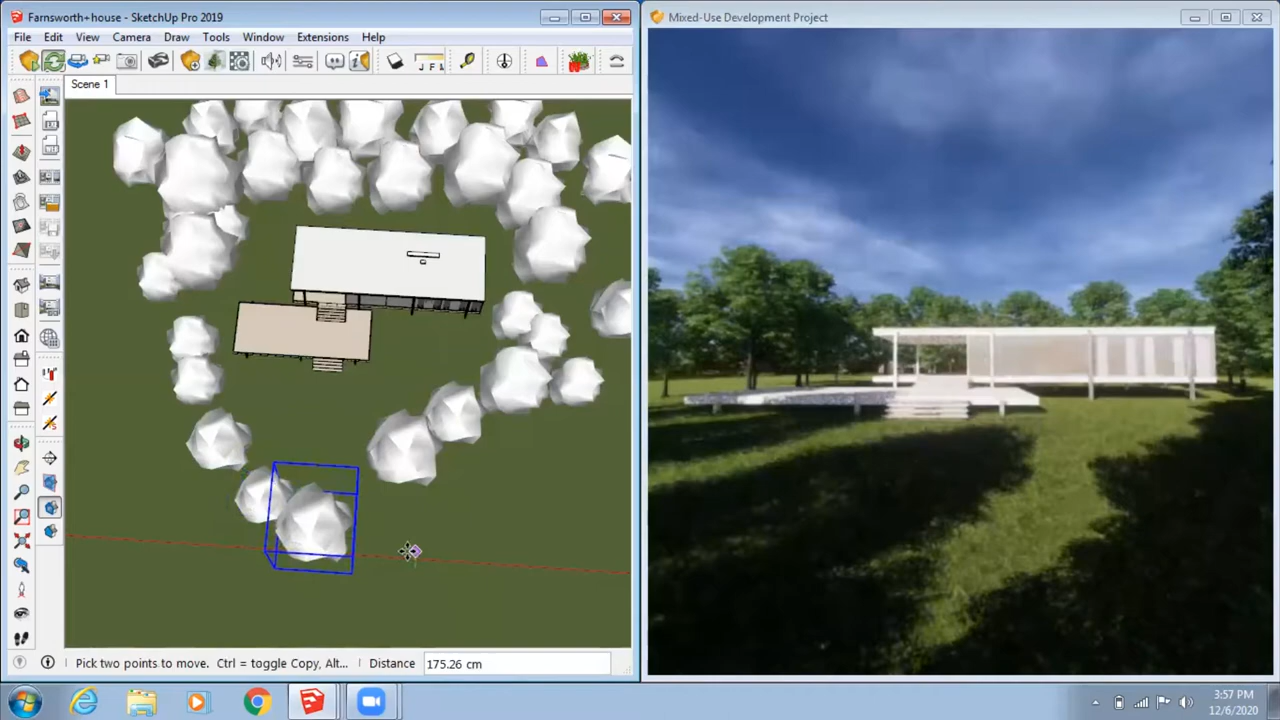 Farnsworth+house - SketchUp Pro 2019
File Edit View Camera Draw Tools Window Extensions Help
Scene 1
Pick two points to move. Ctrl = toggle Copy, Alt... Distance 175.26 cm
Mixed-Use Development Project
3:57 PM
12/6/2020